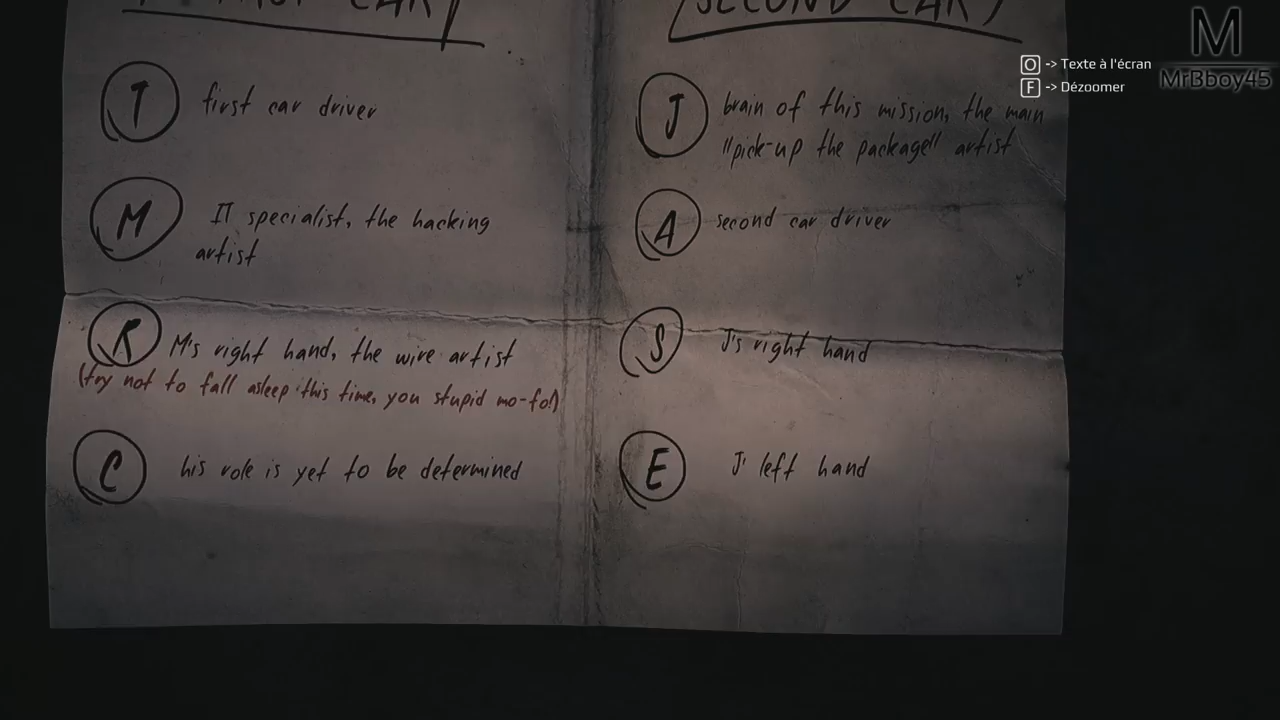 FIRST CAR
T first car driver
M IT specialist, the hacking
artist
R M's right hand, the wire artist
(try not to fall asleep this time, you stupid mo-fo!)
C his role is yet to be determined
SECOND CAR
J brain of this mission, the main
"pick-up the package" artist
A second car driver
S J's right hand
E J' left hand
O -> Texte à l'écran
F -> Dézoomer
M
MrBboy45